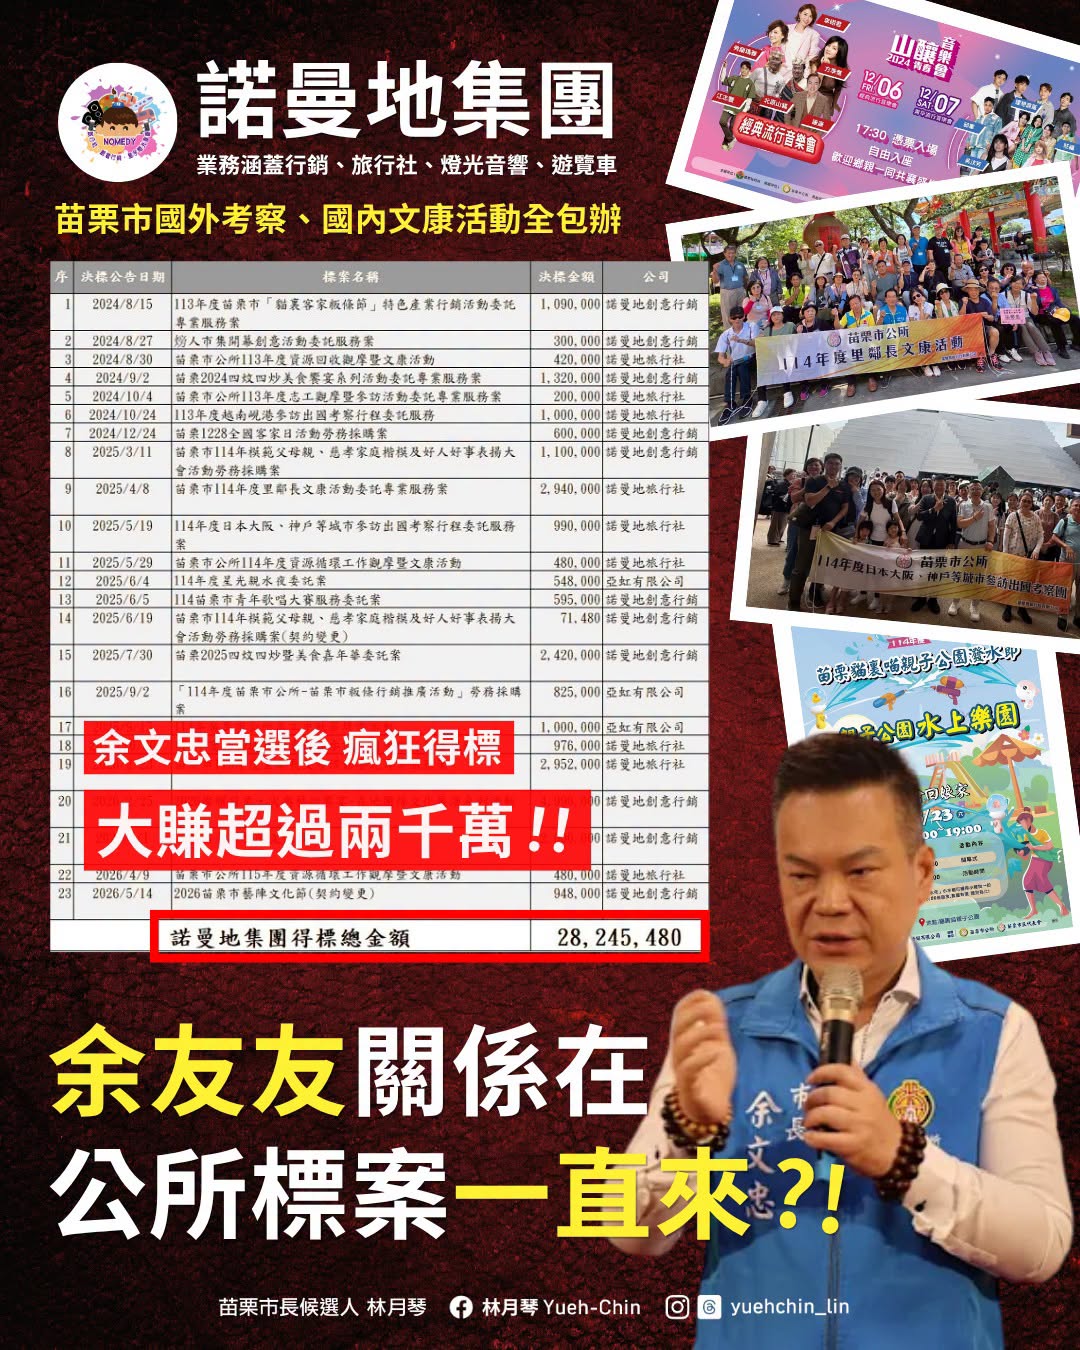 諾曼地集團
NOMEDY
業務涵蓋行銷、旅行社、燈光音響、遊覽車
苗栗市國外考察、國內文康活動全包辦
序 決標公告日期 標案名稱 決標金額 公司
1 2024/8/15 113年度苗栗市「貓裏客家粄條節」特色產業行銷活動委託 1,090,000 諾曼地創意行銷
專業服務案
2 2024/8/27 人市集開幕創意活動委託服務案 300,000 諾曼地創意行銷
3 2024/8/30 苗栗市公所113年度資源回收觀摩暨文康活動 420,000 諾曼地旅行社
4 2024/9/2 苗栗2024四炆四炒美食饗宴系列活動委託專業服務案 1,320,000 諾曼地創意行銷
5 2024/10/4 苗栗市公所113年度志工觀摩暨參訪活動委託專業服務案 200,000 諾曼地創意行銷
6 2024/10/24 113年度越南峴港參訪出國考察行程委託服務 1,000,000 諾曼地創意行銷
7 2024/12/24 苗栗1228全國客家日活動勞務採購案 600,000 諾曼地創意行銷
8 2025/3/11 苗栗市114年模範父母親、慈孝家庭楷模及好人好事表揚大 1,100,000 諾曼地創意行銷
會活動勞務採購案
9 2025/4/8 苗栗市114年度里鄰長文康活動委託專業服務案 2,940,000 諾曼地旅行社
10 2025/5/19 114年度日本大阪、神戶等城市參訪出國考察行程委託服務 990,000 諾曼地旅行社
案
11 2025/5/29 苗栗市公所114年度資源循環工作觀摩暨文康活動 480,000 諾曼地旅行社
12 2025/6/4 114年度星光親水夜委託案 548,000 亞虹有限公司
13 2025/6/5 114苗栗市青年歌唱大賽服務委託案 595,000 諾曼地創意行銷
14 2025/6/19 苗栗市114年模範父母親、慈孝家庭楷模及好人好事表揚大 71,480 諾曼地創意行銷
會活動勞務採購案(契約變更)
15 2025/7/30 苗栗2025四炆四炒暨美食嘉年華委託案 2,420,000 諾曼地創意行銷
16 2025/9/2 「114年度苗栗市公所-苗栗市粄條行銷推廣活動」勞務採購 825,000 亞虹有限公司
案
17 1,000,000 亞虹有限公司
18 976,000 諾曼地旅行社
19 2,952,000 諾曼地旅行社
20 諾曼地創意行銷
21 諾曼地創意行銷
22 2026/4/9 苗栗市公所115年度資源循環工作觀摩暨文康活動 480,000 諾曼地旅行社
23 2026/5/14 2026苗栗市藝陣文化節(契約變更) 948,000 諾曼地創意行銷
諾曼地集團得標總金額 28,245,480
余文忠當選後 瘋狂得標
大賺超過兩千萬!!
山釀音樂會
2024 青春
12/06
FRI
12/07
SAT
經典流行音樂會
17:30 憑票入場
自由入座
歡迎鄉親一同共襄盛
苗栗市公所
114年度里鄰長文康活動
苗栗市公所
114年度日本大阪、神戶等城市參訪出國考察團
114年度
苗栗貓裏喵親子公園潑水節
親子公園水上樂園
回娘家
/23
00~19:00
活動內容
市長
余文忠
余友友關係在
公所標案一直來?!
苗栗市長候選人 林月琴 林月琴 Yueh-Chin yuehchin_lin